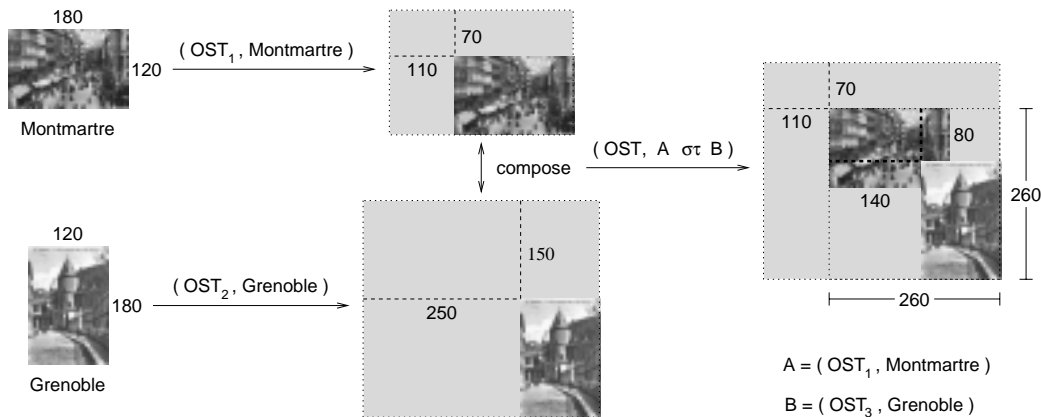 180
120
Montmartre
( OST₁ , Montmartre )
70
110
compose
120
180
Grenoble
( OST₂ , Grenoble )
150
250
( OST, A στ B )
70
110
80
140
260
260
A = ( OST₁ , Montmartre )
B = ( OST₃ , Grenoble )